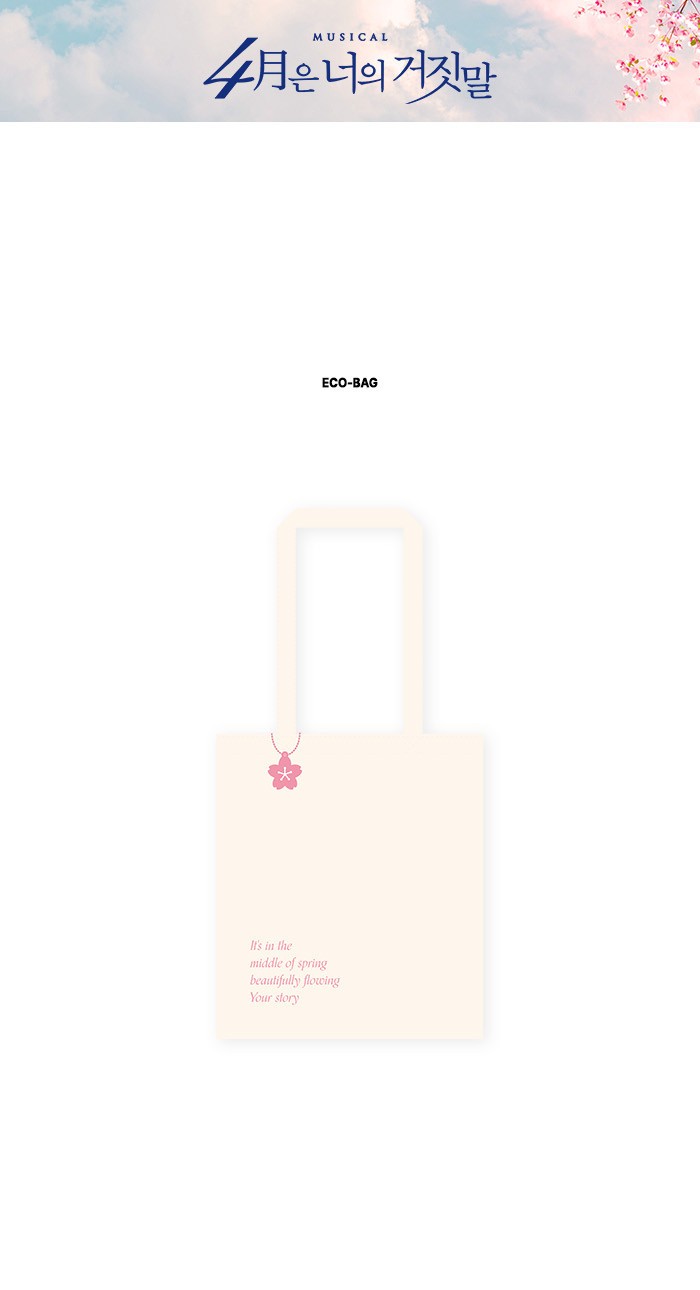 MUSICAL
4月은 너의 거짓말
ECO-BAG
It's in the
middle of spring
beautifully flowing
Your story